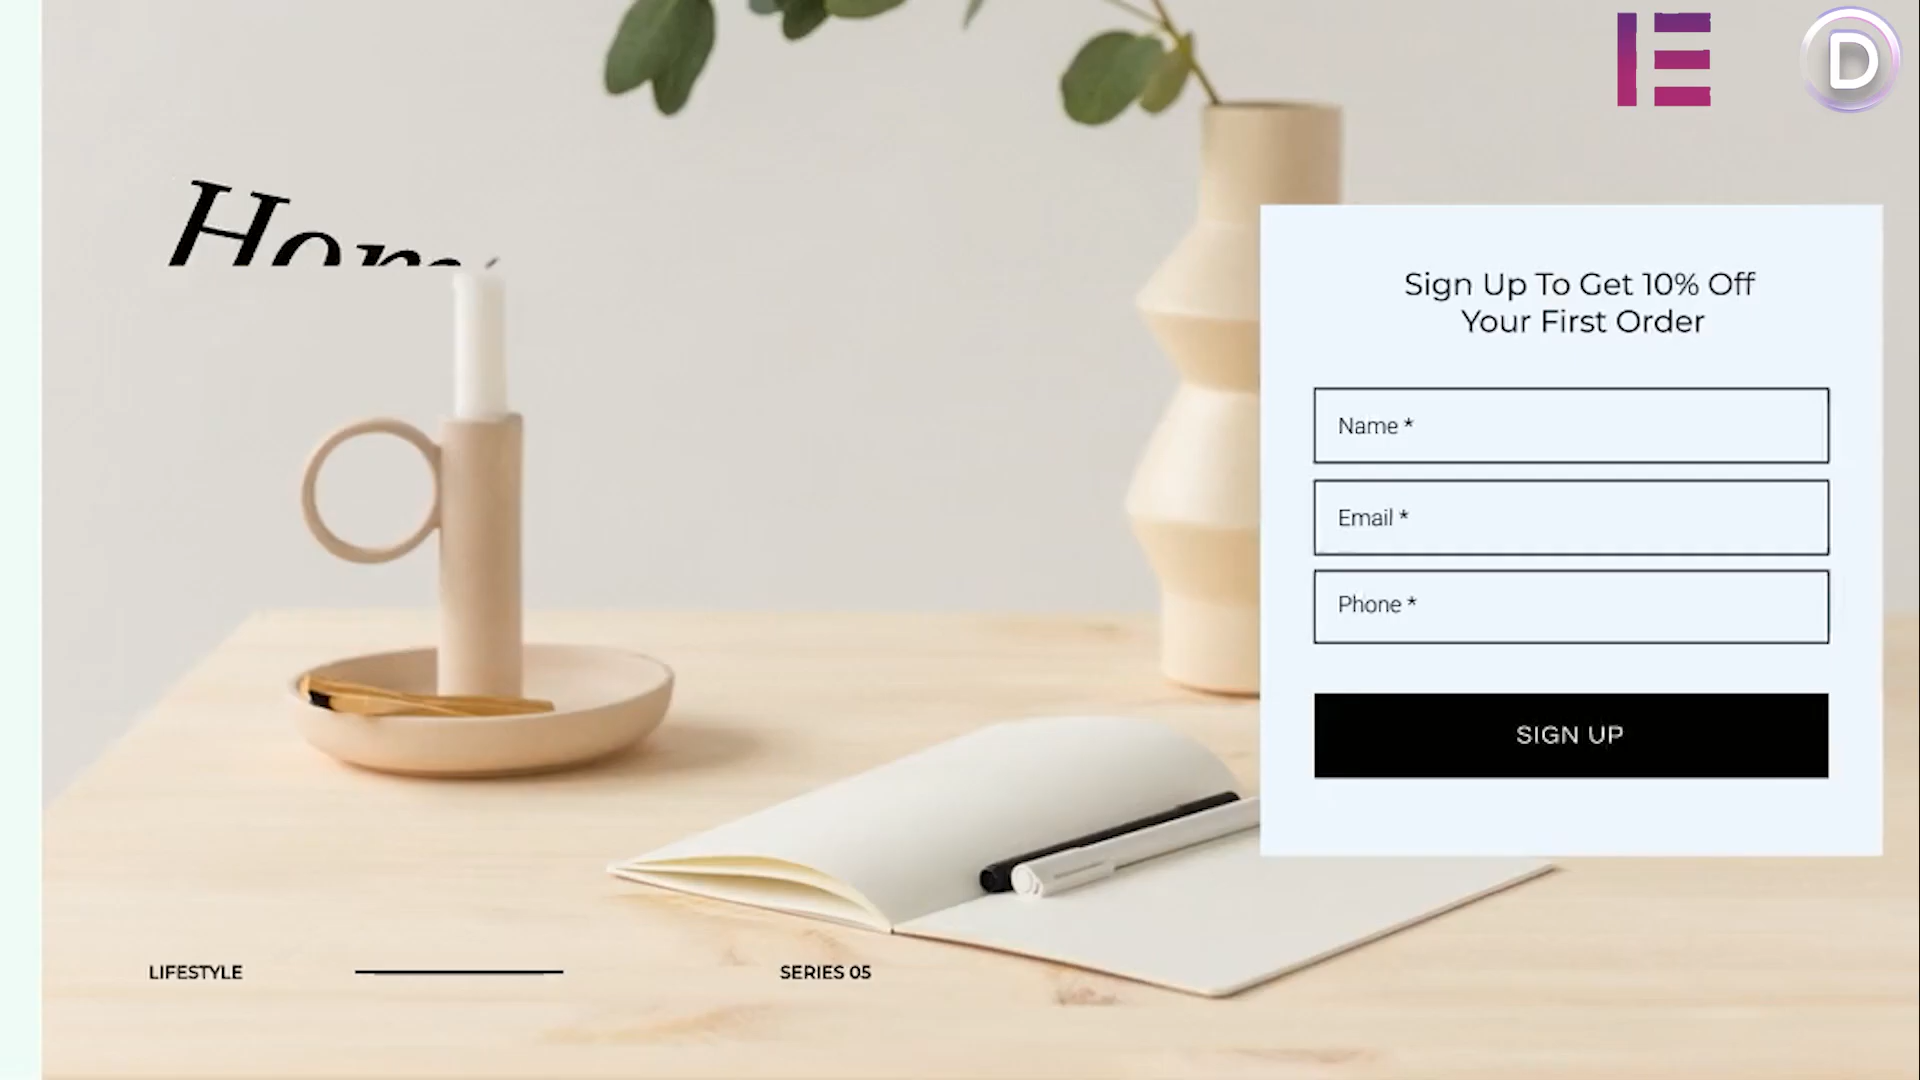 Sign Up To Get 10% Off
Your First Order
Name *
Email *
Phone *
SIGN UP
LIFESTYLE
SERIES 05
D